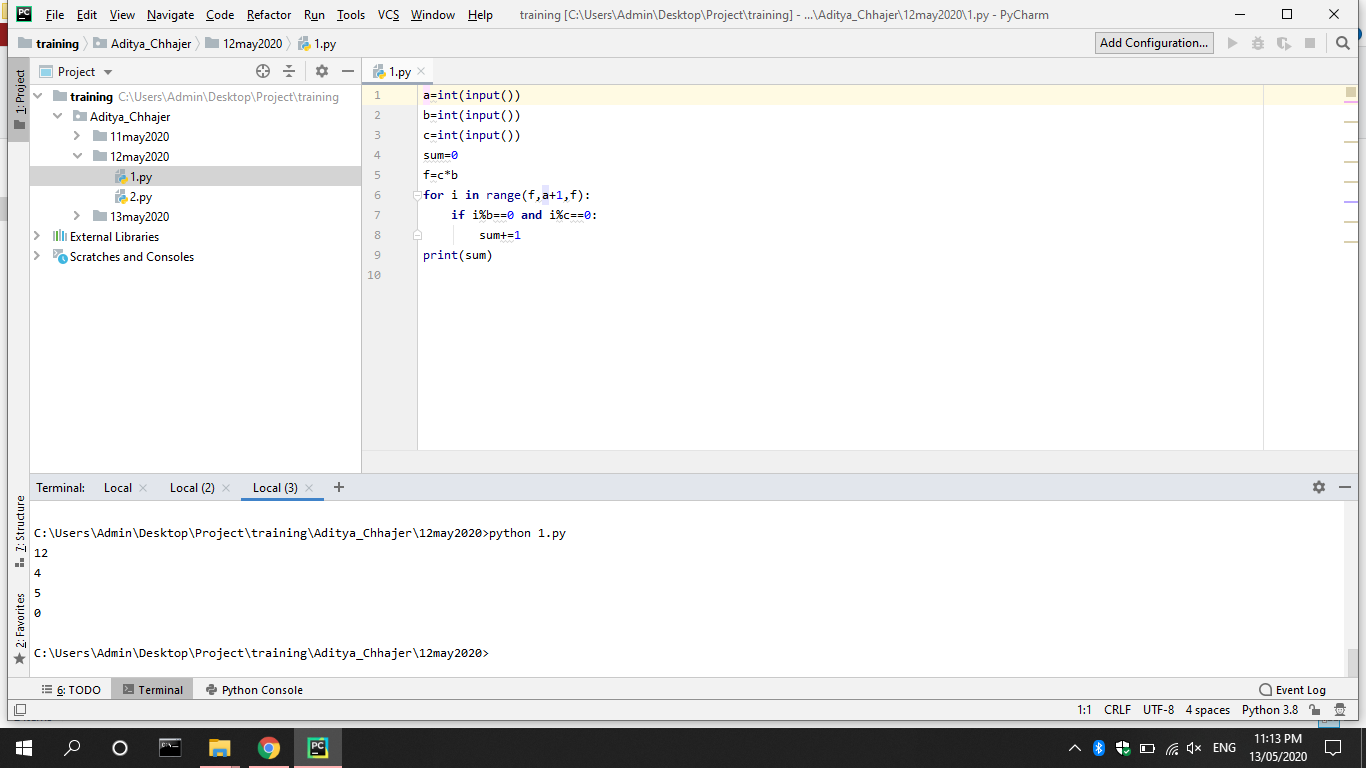 File Edit View Navigate Code Refactor Run Tools VCS Window Help training [C:\Users\Admin\Desktop\Project\training] - ...\Aditya_Chhajer\12may2020\1.py - PyCharm
training Aditya_Chhajer 12may2020 1.py Add Configuration...
1: Project
Project
training C:\Users\Admin\Desktop\Project\training
Aditya_Chhajer
11may2020
12may2020
1.py
2.py
13may2020
External Libraries
Scratches and Consoles
1.py
1 a=int(input())
2 b=int(input())
3 c=int(input())
4 sum=0
5 f=c*b
6 for i in range(f,a+1,f):
7 if i%b==0 and i%c==0:
8 sum+=1
9 print(sum)
10
7: Structure
2: Favorites
Terminal: Local Local (2) Local (3) +
C:\Users\Admin\Desktop\Project\training\Aditya_Chhajer\12may2020>python 1.py
12
4
5
0
C:\Users\Admin\Desktop\Project\training\Aditya_Chhajer\12may2020>
6: TODO Terminal Python Console Event Log
1:1 CRLF UTF-8 4 spaces Python 3.8
ENG 11:13 PM
13/05/2020